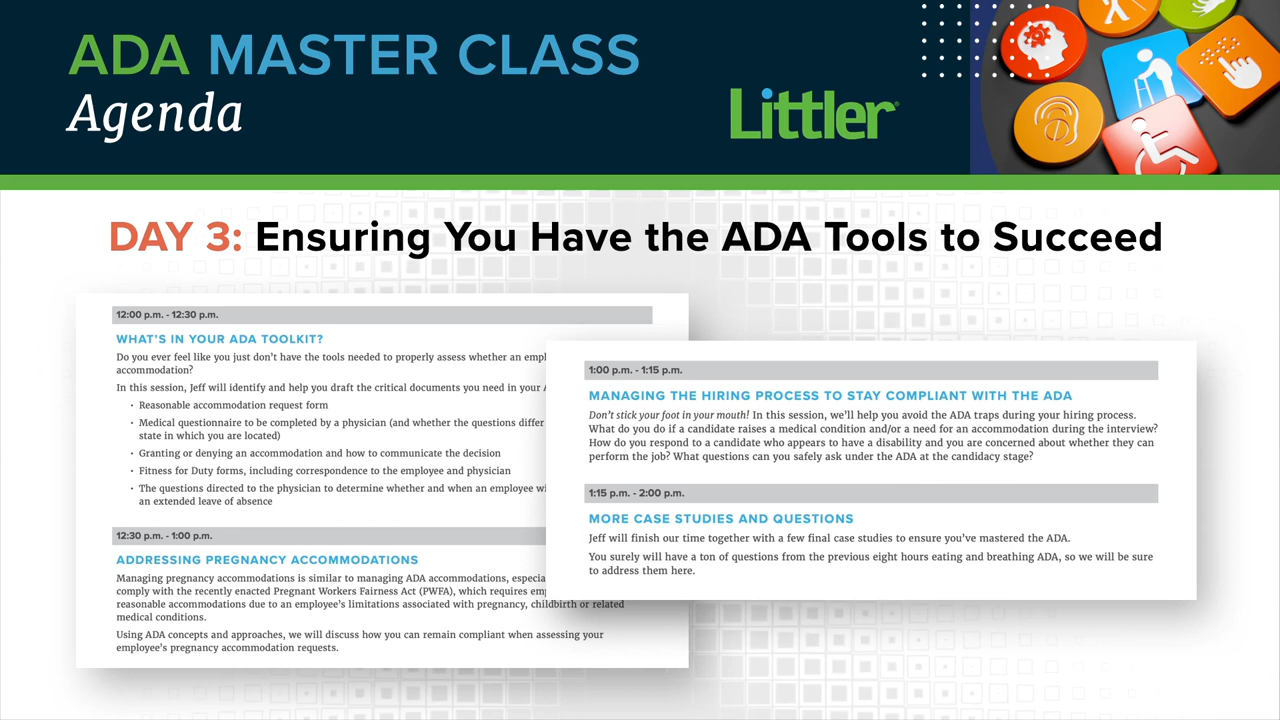 ADA MASTER CLASS
Agenda
Littler
DAY 3: Ensuring You Have the ADA Tools to Succeed
12:00 p.m. - 12:30 p.m.
WHAT'S IN YOUR ADA TOOLKIT?
Do you ever feel like you just don't have the tools needed to properly assess whether an
accommodation?
In this session, Jeff will identify and help you draft the critical documents you need in your
• Reasonable accommodation request form
• Medical questionnaire to be completed by a physician (and whether the questions differ
state in which you are located)
• Granting or denying an accommodation and how to communicate the decision
• Fitness for Duty forms, including correspondence to the employee and physician
• The questions directed to the physician to determine whether and when an employee
an extended leave of absence
12:30 p.m. - 1:00 p.m.
ADDRESSING PREGNANCY ACCOMMODATIONS
Managing pregnancy accommodations is similar to managing ADA accommodations,
comply with the recently enacted Pregnant Workers Fairness Act (PWFA), which requires
reasonable accommodations due to an employee's limitations associated with pregnancy, childbirth or related
medical conditions.
Using ADA concepts and approaches, we will discuss how you can remain compliant when assessing your
employee's pregnancy accommodation requests.
1:00 p.m. - 1:15 p.m.
MANAGING THE HIRING PROCESS TO STAY COMPLIANT WITH THE ADA
Don't stick your foot in your mouth! In this session, we'll help you avoid the ADA traps during your hiring process.
What do you do if a candidate raises a medical condition and/or a need for an accommodation during the interview?
How do you respond to a candidate who appears to have a disability and you are concerned about whether they can
perform the job? What questions can you safely ask under the ADA at the candidacy stage?
1:15 p.m. - 2:00 p.m.
MORE CASE STUDIES AND QUESTIONS
Jeff will finish our time together with a few final case studies to ensure you've mastered the ADA.
You surely will have a ton of questions from the previous eight hours eating and breathing ADA, so we will be sure
to address them here.